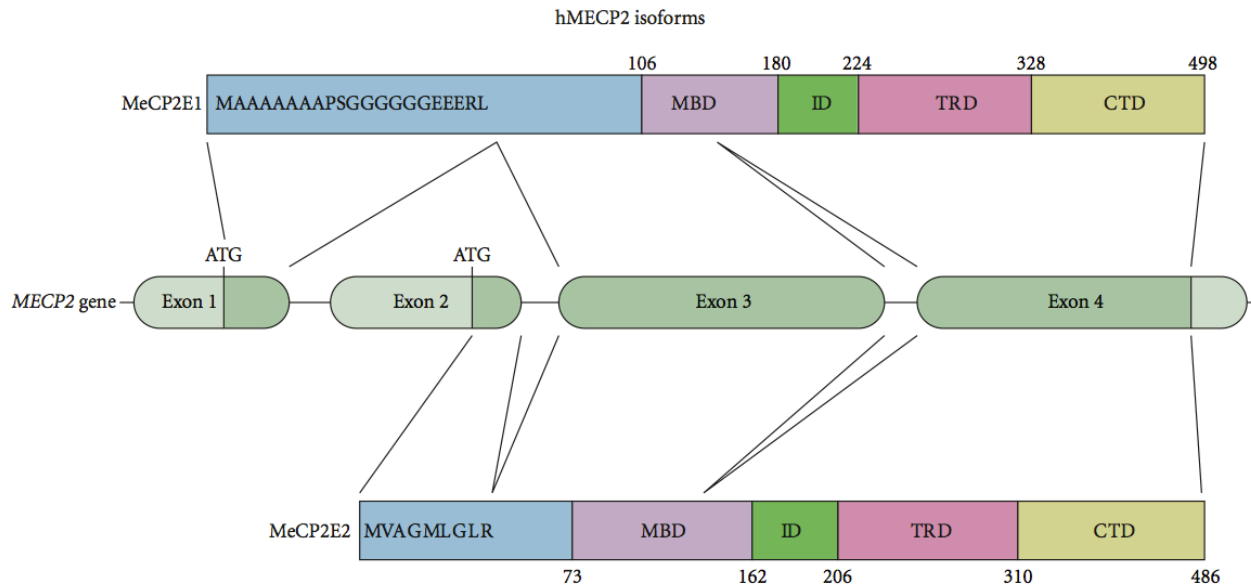 hMECP2 isoforms
106 180 224 328 498
MeCP2E1 MAAAAAAAPSGGGGGGEEERL MBD ID TRD CTD
ATG ATG
MECP2 gene Exon 1 Exon 2 Exon 3 Exon 4
MeCP2E2 MVAGMLGLR MBD ID TRD CTD
73 162 206 310 486